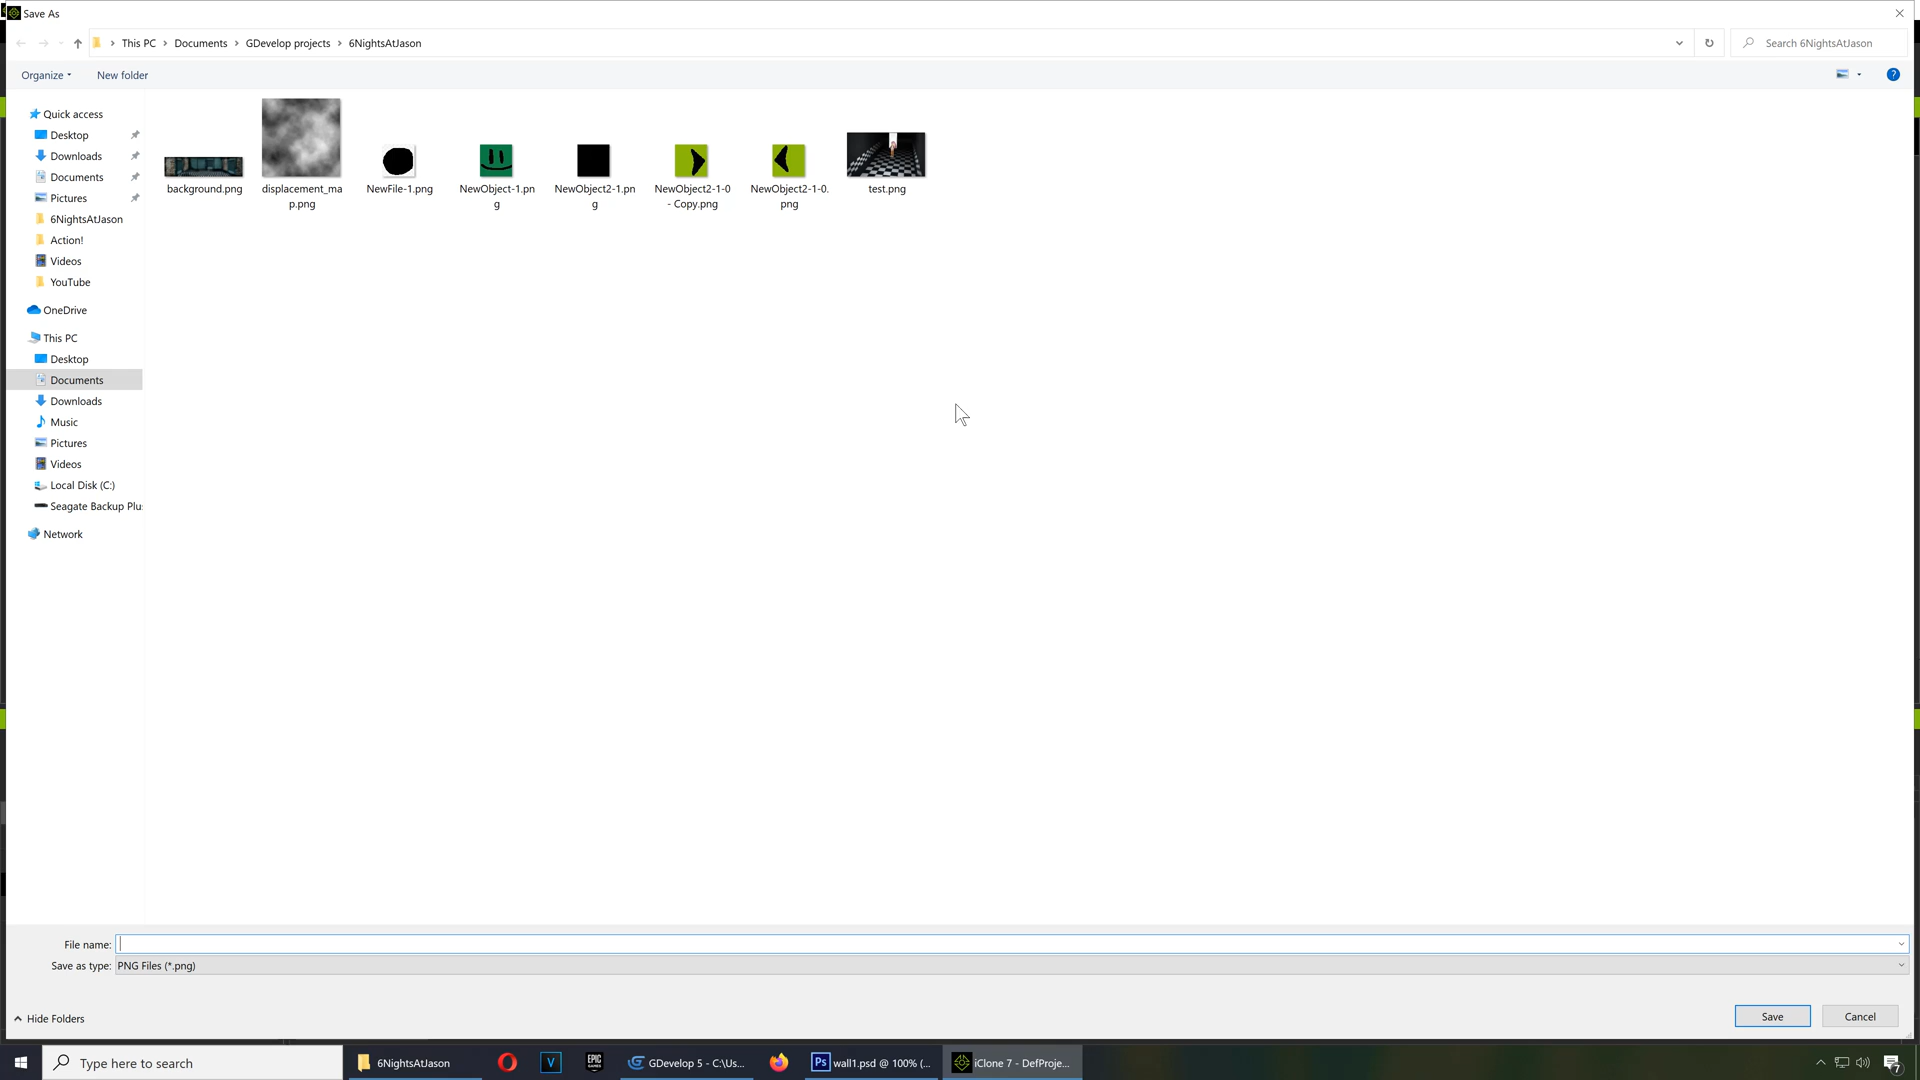 Save As
This PC > Documents > GDevelop projects > 6NightsAtJason
Search 6NightsAtJason
Organize
New folder
Quick access
Desktop
Downloads
Documents
Pictures
6NightsAtJason
Action!
Videos
YouTube
OneDrive
This PC
Desktop
Documents
Downloads
Music
Pictures
Videos
Local Disk (C:)
Seagate Backup Plu
Network
background.png
displacement_ma
p.png
NewFile-1.png
NewObject-1.pn
g
NewObject2-1.pn
g
NewObject2-1-0
- Copy.png
NewObject2-1-0.
png
test.png
File name:
Save as type: PNG Files (*.png)
Hide Folders
Save
Cancel
Type here to search
6NightsAtJason
V
EPIC
GAMES
GDevelop 5 - C:\Us...
Ps
wall1.psd @ 100% (...
iClone 7 - DefProje...
7